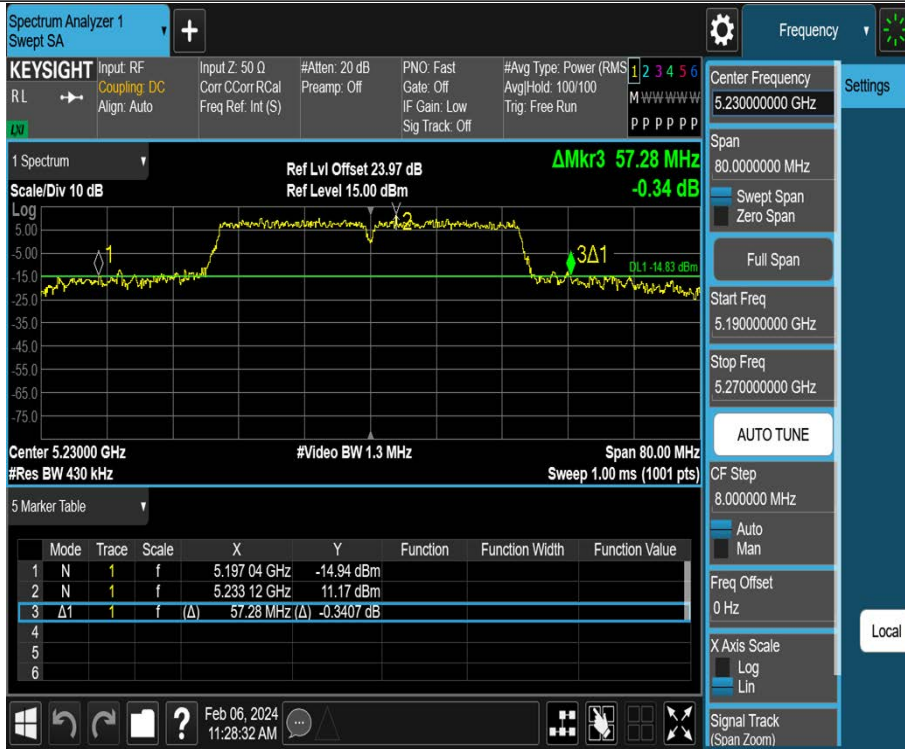 Spectrum Analyzer 1
Swept SA
+
Frequency
KEYSIGHT
RL
LXI
Input: RF
Coupling: DC
Align: Auto
Input Z: 50 Ω
Corr CCorr RCal
Freq Ref: Int (S)
#Atten: 20 dB
Preamp: Off
PNO: Fast
Gate: Off
IF Gain: Low
Sig Track: Off
#Avg Type: Power (RMS
Avg|Hold: 100/100
Trig: Free Run
1 2 3 4 5 6
M W W W W W
P P P P P P
1 Spectrum
Scale/Div 10 dB
Ref Lvl Offset 23.97 dB
Ref Level 15.00 dBm
ΔMkr3 57.28 MHz
-0.34 dB
Log
5.00
-5.00
-15.0
-25.0
-35.0
-45.0
-55.0
-65.0
-75.0
1
2
3Δ1
DL1 -14.83 dBm
Center 5.23000 GHz
#Video BW 1.3 MHz
Span 80.00 MHz
#Res BW 430 kHz
Sweep 1.00 ms (1001 pts)
5 Marker Table
Mode Trace Scale X Y Function Function Width Function Value
1 N 1 f 5.197 04 GHz -14.94 dBm
2 N 1 f 5.233 12 GHz 11.17 dBm
3 Δ1 1 f (Δ) 57.28 MHz (Δ) -0.3407 dB
4
5
6
?
Feb 06, 2024
11:28:32 AM
Center Frequency
5.230000000 GHz
Span
80.0000000 MHz
Swept Span
Zero Span
Full Span
Start Freq
5.190000000 GHz
Stop Freq
5.270000000 GHz
AUTO TUNE
CF Step
8.000000 MHz
Auto
Man
Freq Offset
0 Hz
X Axis Scale
Log
Lin
Signal Track
(Span Zoom)
Settings
Local